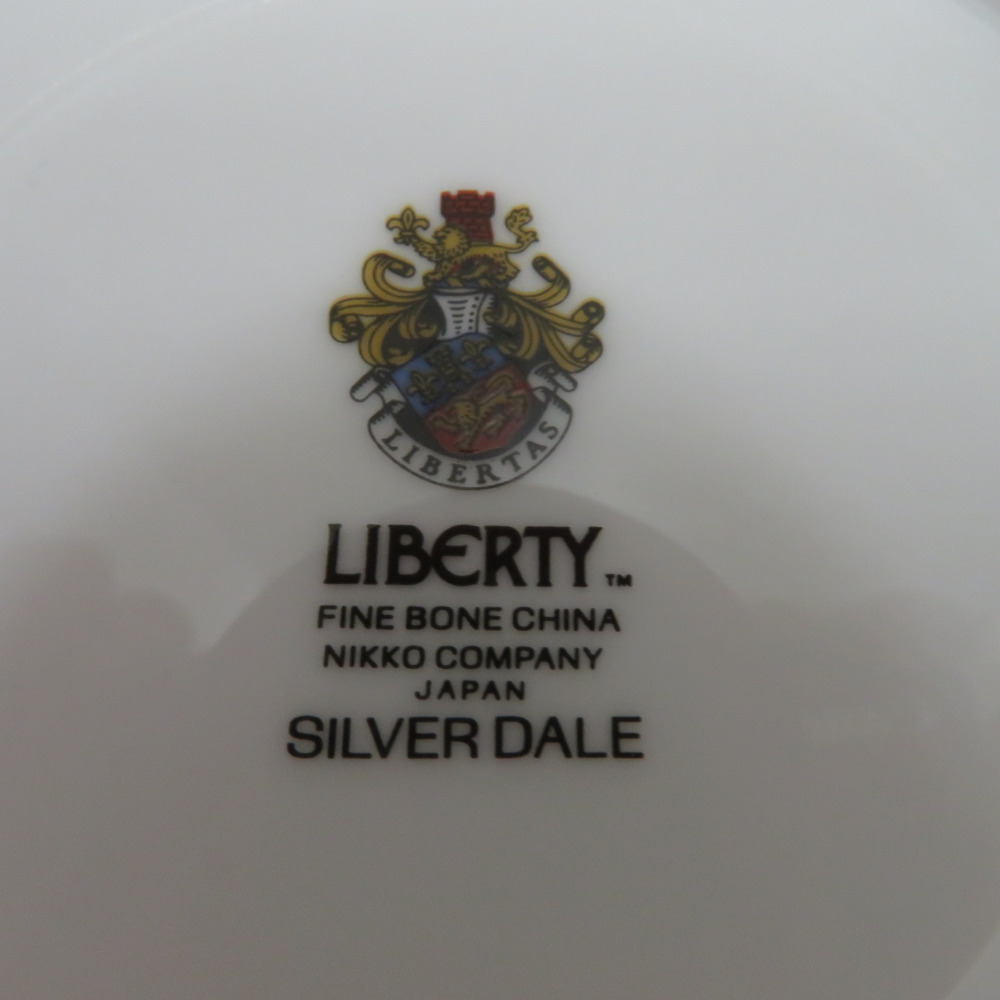 LIBERTAS
LIBERTY™
FINE BONE CHINA
NIKKO COMPANY
JAPAN
SILVER DALE